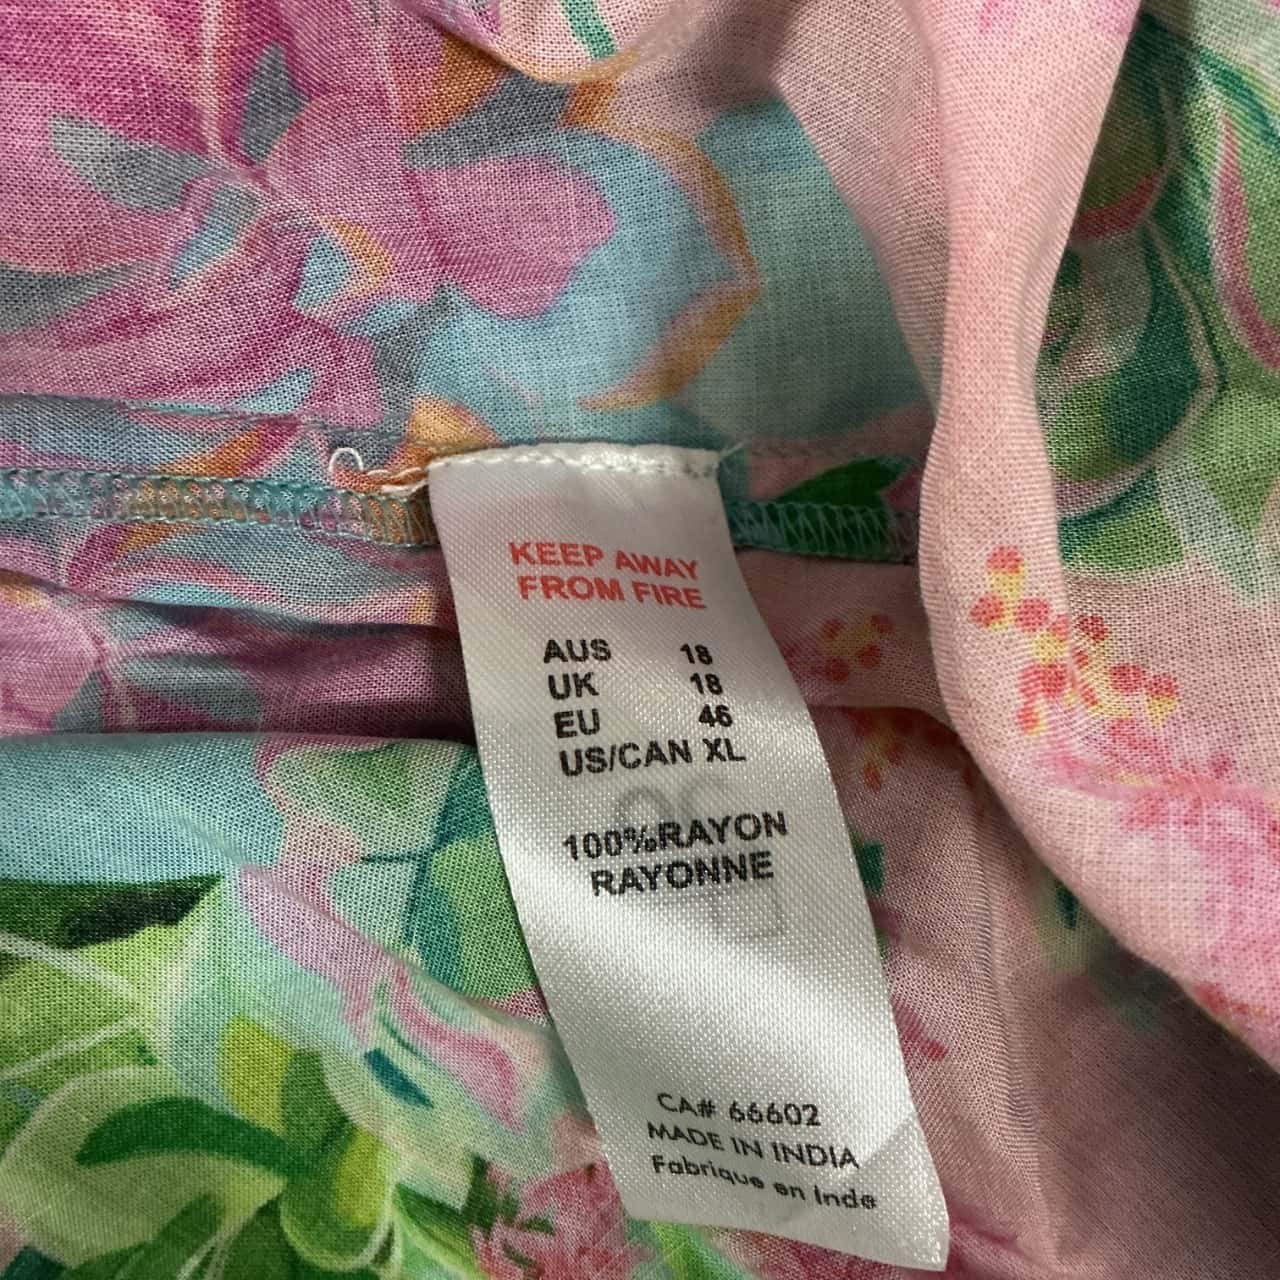 KEEP AWAY
FROM FIRE
AUS 18
UK 18
EU 46
US/CAN XL
100%RAYON
RAYONNE
CA# 66602
MADE IN INDIA
Fabrique en Inde